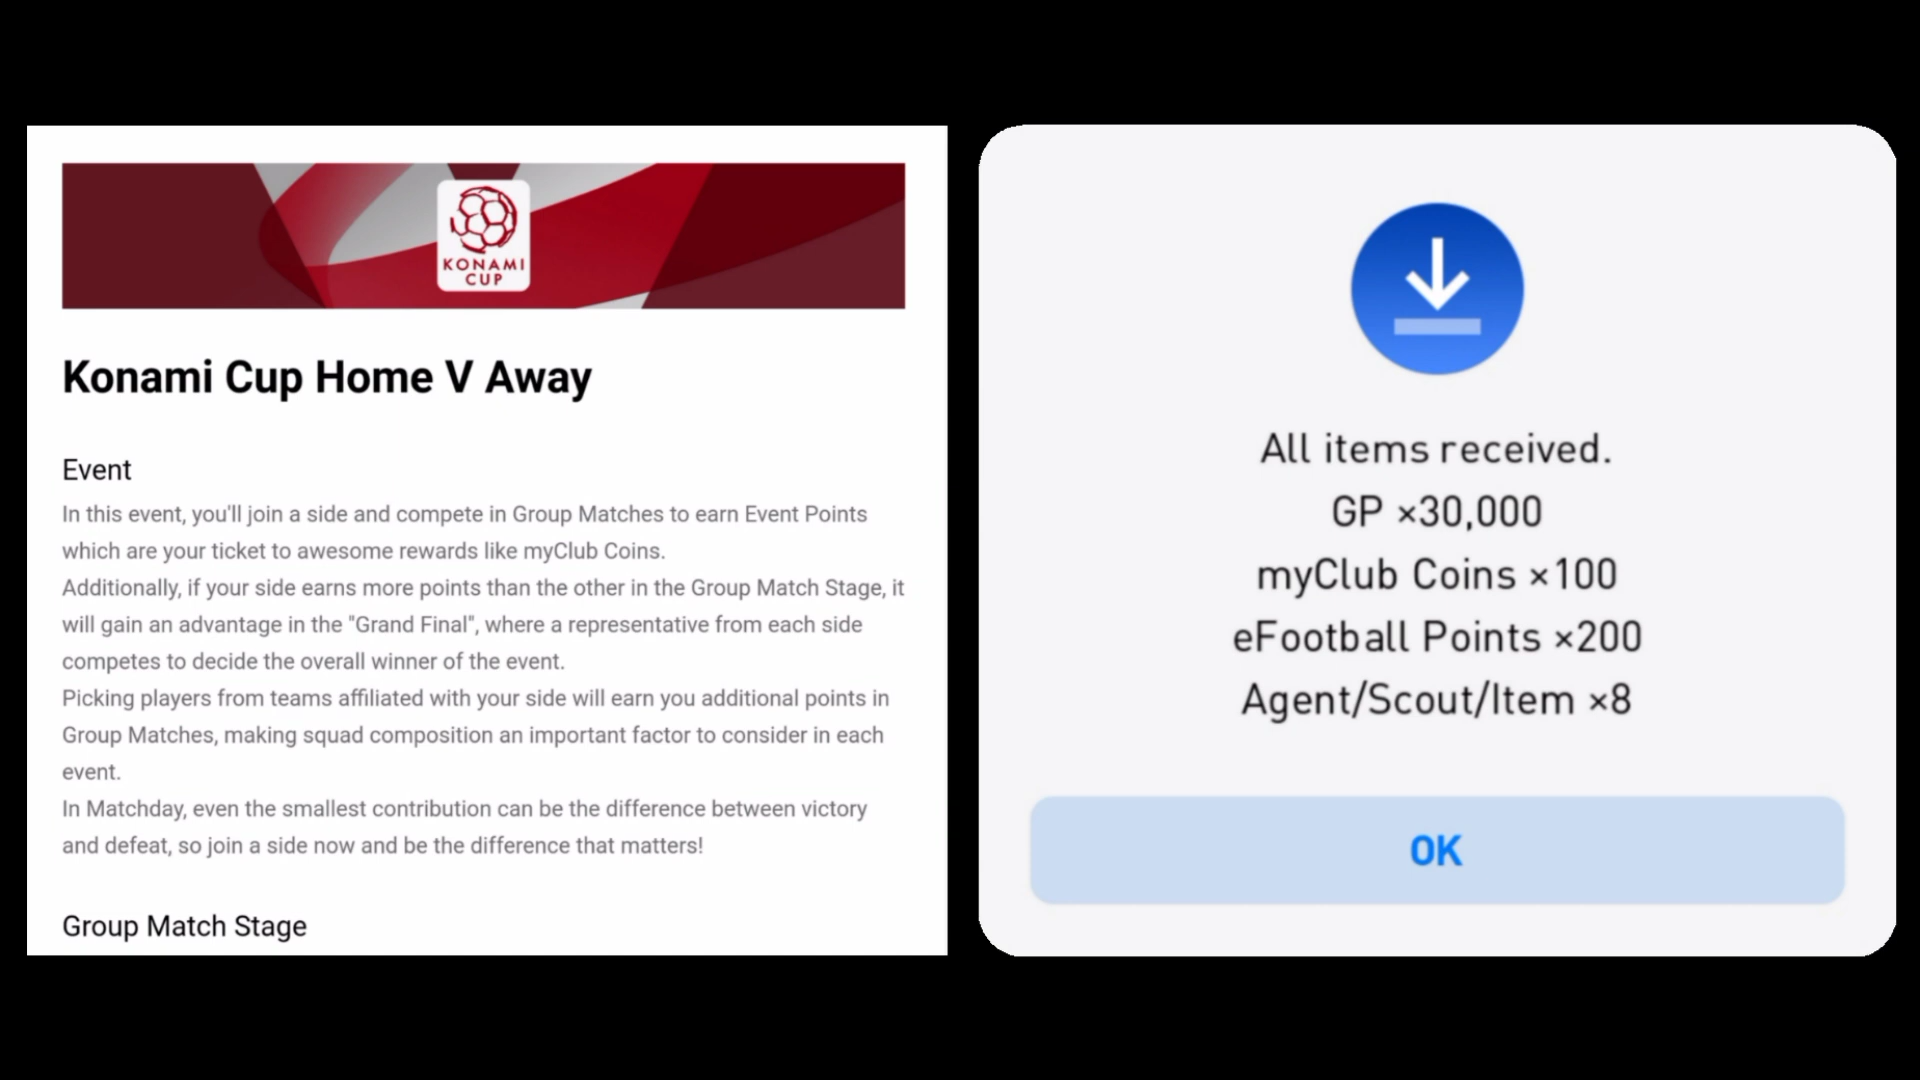 KONAMI
CUP
Konami Cup Home V Away
Event
In this event, you'll join a side and compete in Group Matches to earn Event Points
which are your ticket to awesome rewards like myClub Coins.
Additionally, if your side earns more points than the other in the Group Match Stage, it
will gain an advantage in the "Grand Final", where a representative from each side
competes to decide the overall winner of the event.
Picking players from teams affiliated with your side will earn you additional points in
Group Matches, making squad composition an important factor to consider in each
event.
In Matchday, even the smallest contribution can be the difference between victory
and defeat, so join a side now and be the difference that matters!
Group Match Stage
All items received.
GP ×30,000
myClub Coins ×100
eFootball Points ×200
Agent/Scout/Item ×8
OK